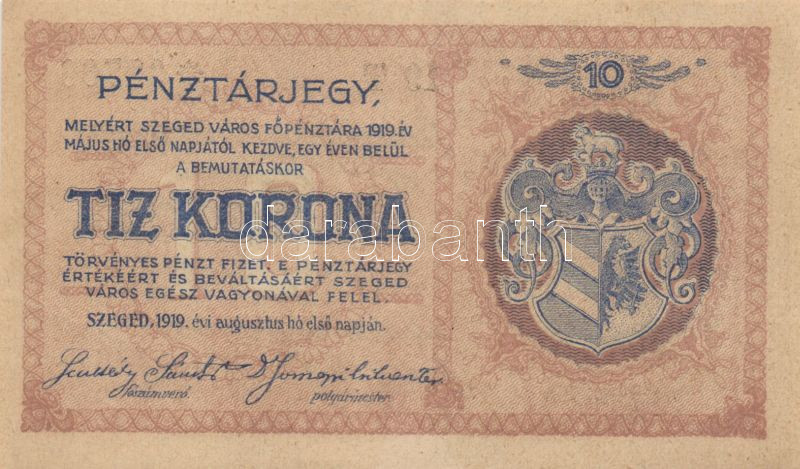 PÉNZTÁRJEGY,
MELYÉRT SZEGED VÁROS FŐPÉNZTÁRA 1919. ÉV
MÁJUS HÓ ELSŐ NAPJÁTÓL KEZDVE, EGY ÉVEN BELÜL
A BEMUTATÁSKOR
TIZ KORONA
TÖRVÉNYES PÉNZT FIZET. E PÉNZTÁRJEGY
ÉRTÉKÉÉRT ÉS BEVÁLTÁSÁÉRT SZEGED
VÁROS EGÉSZ VAGYONÁVAL FELEL.
SZEGED, 1919. évi augusztus hó első napján.
főszámvevő.
polgármester.
10
darabanth